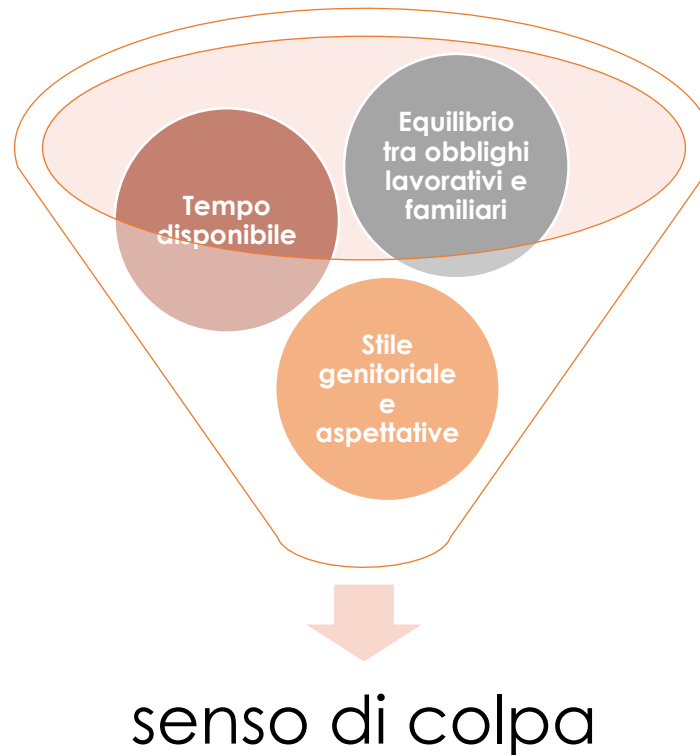 Equilibrio
tra obblighi
lavorativi e
familiari
Tempo
disponibile
Stile
genitoriale
e
aspettative
senso di colpa